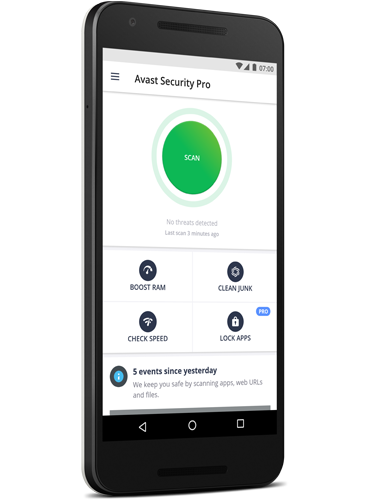 07:00
Avast Security Pro
SCAN
No threats detected
Last scan 3 minutes ago
BOOST RAM
CLEAN JUNK
PRO
CHECK SPEED
LOCK APPS
5 events since yesterday
We keep you safe by scanning apps, web URLs
and files.